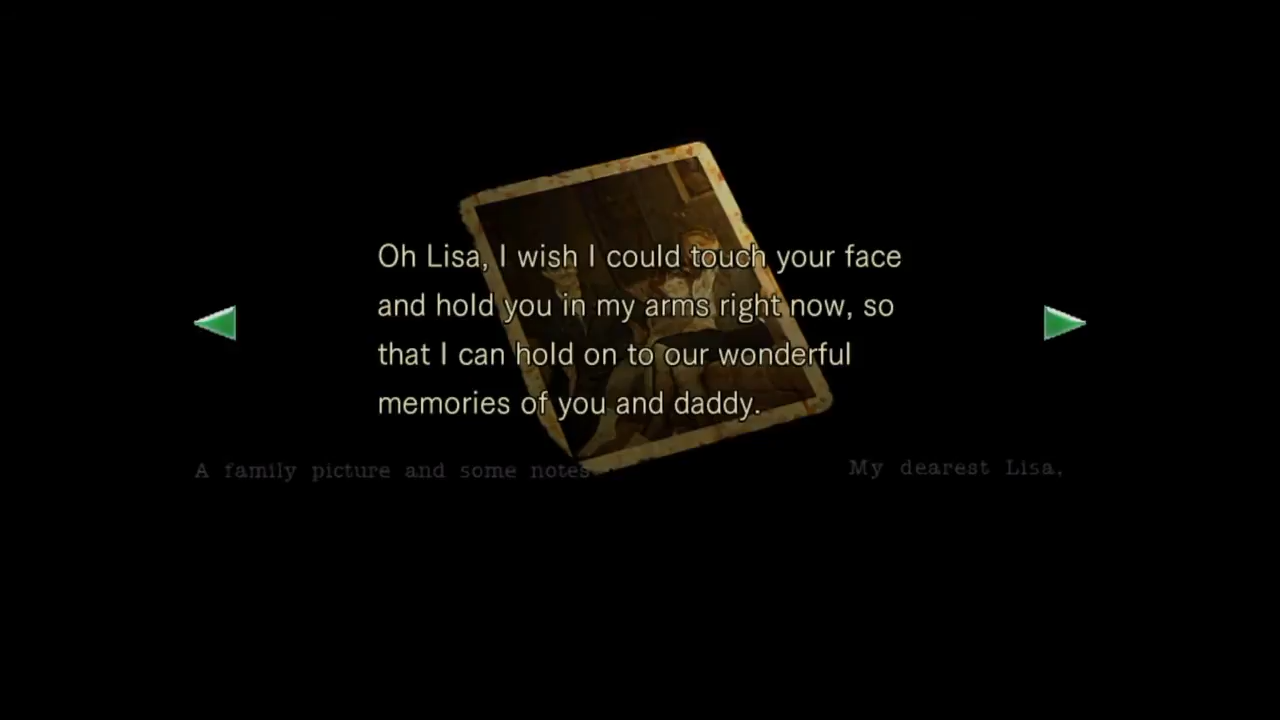 Oh Lisa, I wish I could touch your face
and hold you in my arms right now, so
that I can hold on to our wonderful
memories of you and daddy.
A family picture and some notes
My dearest Lisa,